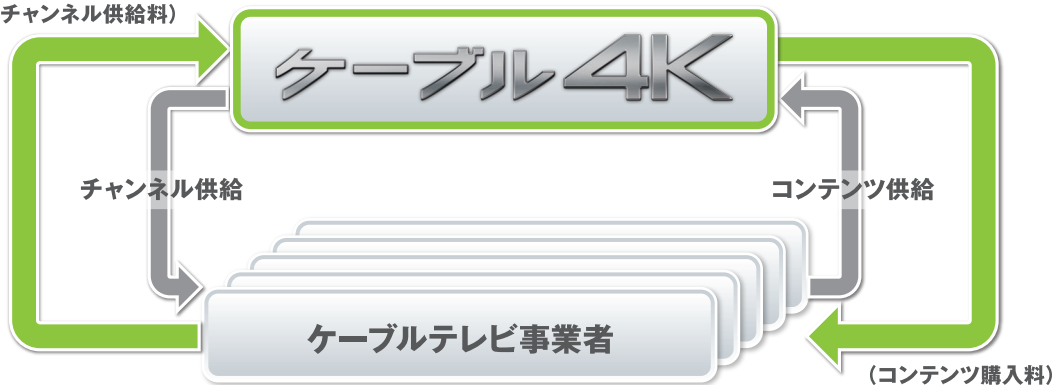 チャンネル供給料）
ケーブル4K
チャンネル供給
コンテンツ供給
ケーブルテレビ事業者
（コンテンツ購入料）